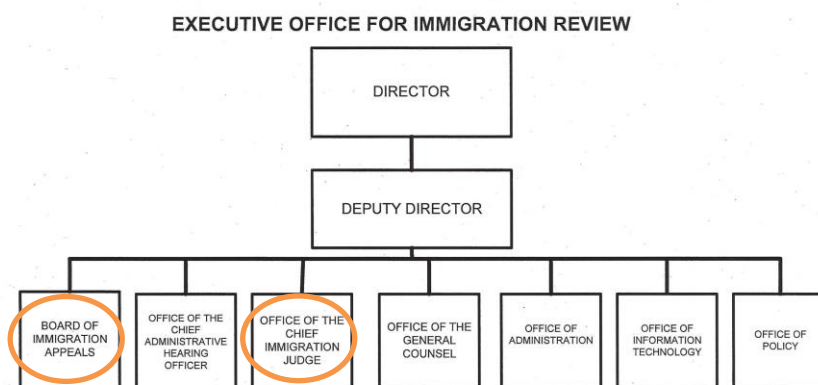 EXECUTIVE OFFICE FOR IMMIGRATION REVIEW
DIRECTOR
DEPUTY DIRECTOR
BOARD OF
IMMIGRATION
APPEALS
OFFICE OF THE
CHIEF
ADMINISTRATIVE
HEARING
OFFICER
OFFICE OF THE
CHIEF
IMMIGRATION
JUDGE
OFFICE OF THE
GENERAL
COUNSEL
OFFICE OF
ADMINISTRATION
OFFICE OF
INFORMATION
TECHNOLOGY
OFFICE OF
POLICY